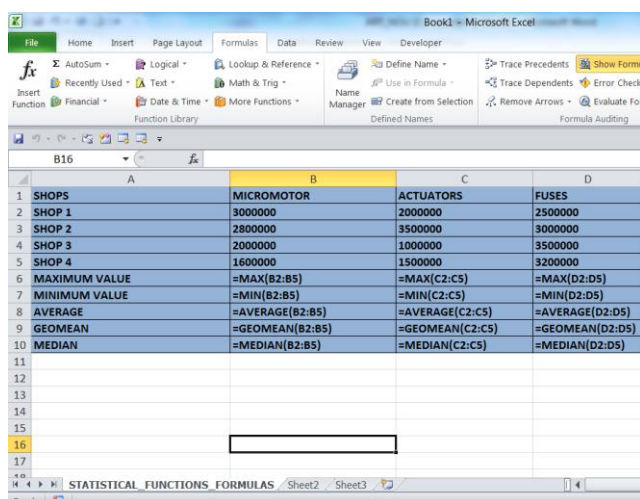 Book1 - Microsoft Excel
File Home Insert Page Layout Formulas Data Review View Developer
fx Σ AutoSum Logical Lookup & Reference Define Name Trace Precedents Show Form
Insert Function Recently Used Text Math & Trig Name Manager Use in Formula Trace Dependents Error Check
Financial Date & Time More Functions Create from Selection Remove Arrows Evaluate Fo
Function Library Defined Names Formula Auditing
B16 fx
A B C D
1 SHOPS MICROMOTOR ACTUATORS FUSES
2 SHOP 1 3000000 2000000 2500000
3 SHOP 2 2800000 3500000 3000000
4 SHOP 3 2000000 1000000 3500000
5 SHOP 4 1600000 1500000 3200000
6 MAXIMUM VALUE =MAX(B2:B5) =MAX(C2:C5) =MAX(D2:D5)
7 MINIMUM VALUE =MIN(B2:B5) =MIN(C2:C5) =MIN(D2:D5)
8 AVERAGE =AVERAGE(B2:B5) =AVERAGE(C2:C5) =AVERAGE(D2:D5)
9 GEOMEAN =GEOMEAN(B2:B5) =GEOMEAN(C2:C5) =GEOMEAN(D2:D5)
10 MEDIAN =MEDIAN(B2:B5) =MEDIAN(C2:C5) =MEDIAN(D2:D5)
11
12
13
14
15
16
17
STATISTICAL_FUNCTIONS_FORMULAS Sheet2 Sheet3